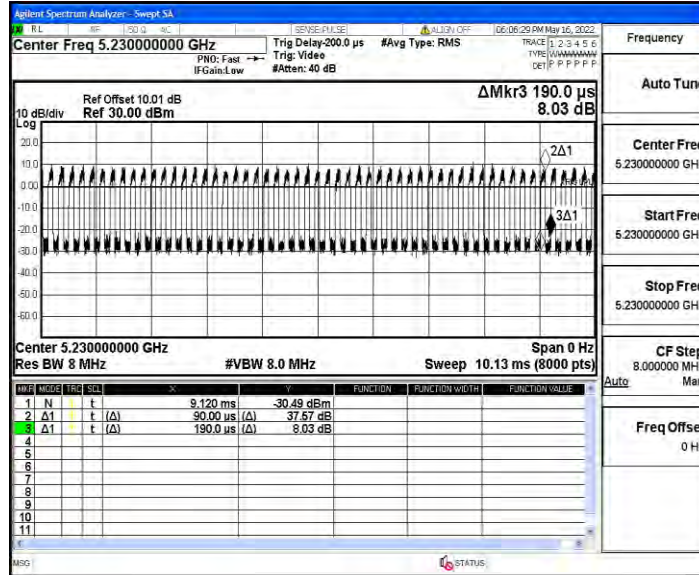 Agilent Spectrum Analyzer - Swept SA
RL RF 50 Ω AC SENSE:PULSE ALIGN OFF 06:06:29 PM May 16, 2022
Center Freq 5.230000000 GHz Trig Delay-200.0 µs #Avg Type: RMS TRACE 1 2 3 4 5 6
PNO: Fast Trig: Video TYPE WWWWWW
IFGain:Low #Atten: 40 dB DET P P P P P P
Frequency
Auto Tune
Ref Offset 10.01 dB ΔMkr3 190.0 µs
10 dB/div Ref 30.00 dBm 8.03 dB
Log
20.0
10.0
0.00
-10.0
-20.0
-30.0
-40.0
-50.0
-60.0
2Δ1
3Δ1
Center Freq
5.230000000 GH
Start Freq
5.230000000 GH
Stop Freq
5.230000000 GH
CF Step
8.000000 MH
Auto Ma
Freq Offse
0 H
Center 5.230000000 GHz Span 0 Hz
Res BW 8 MHz #VBW 8.0 MHz Sweep 10.13 ms (8000 pts)
MKR MODE TRC SCL X Y FUNCTION FUNCTION WIDTH FUNCTION VALUE
1 N t 9.120 ms -30.49 dBm
2 Δ1 t (Δ) 90.00 µs (Δ) 37.57 dB
3 Δ1 t (Δ) 190.0 µs (Δ) 8.03 dB
4
5
6
7
8
9
10
11
MSG STATUS